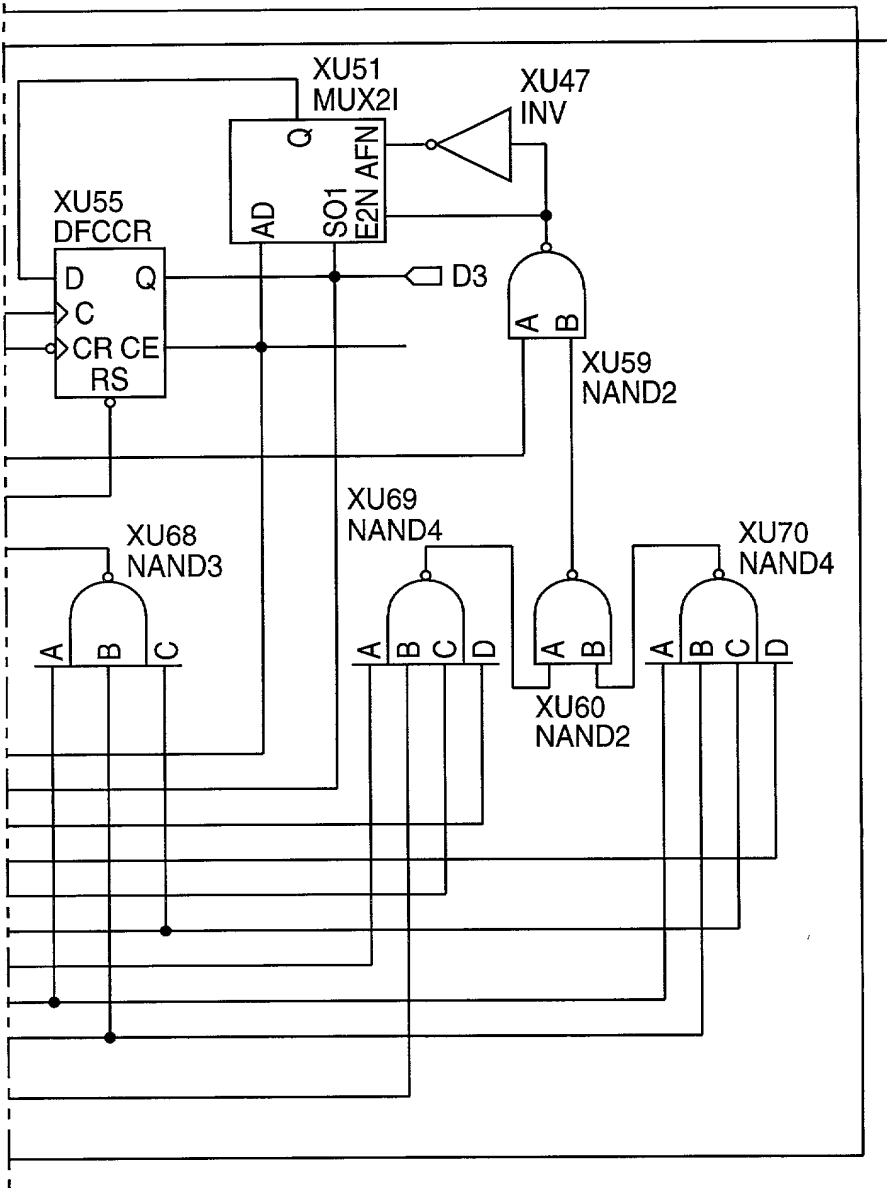 XU51
MUX2I
XU47
INV
Q
AFN
E2N
SO1
AD
XU55
DFCCR
D Q
C
CR CE
RS
D3
A B
XU59
NAND2
XU68
NAND3
A B C
XU69
NAND4
A B C D
A B
XU60
NAND2
XU70
NAND4
A B C D